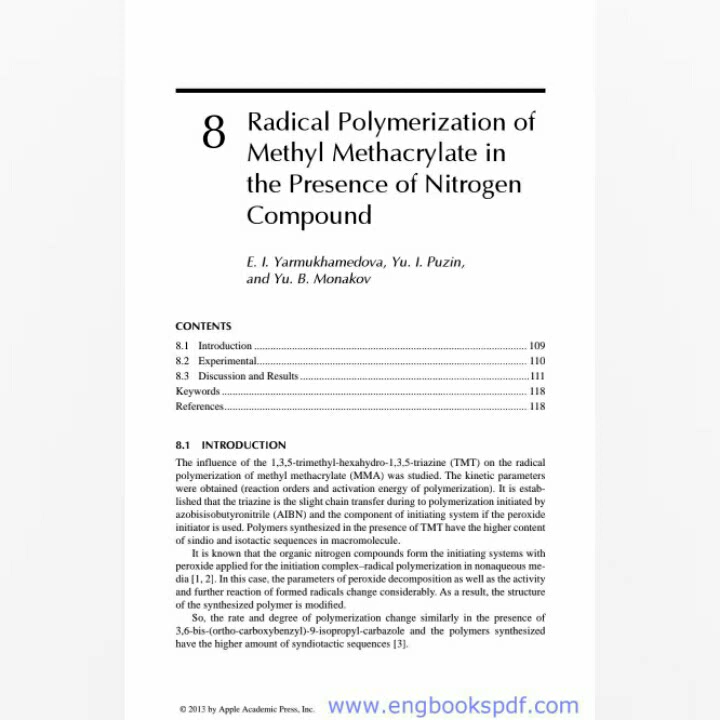 8
Radical Polymerization of
Methyl Methacrylate in
the Presence of Nitrogen
Compound
E. I. Yarmukhamedova, Yu. I. Puzin,
and Yu. B. Monakov
CONTENTS
8.1 Introduction ........................................................................................ 109
8.2 Experimental....................................................................................... 110
8.3 Discussion and Results........................................................................111
Keywords .................................................................................................. 118
References.................................................................................................. 118
8.1 INTRODUCTION
The influence of the 1,3,5-trimethyl-hexahydro-1,3,5-triazine (TMT) on the radical
polymerization of methyl methacrylate (MMA) was studied. The kinetic parameters
were obtained (reaction orders and activation energy of polymerization). It is estab-
lished that the triazine is the slight chain transfer during to polymerization initiated by
azobisisobutyronitrile (AIBN) and the component of initiating system if the peroxide
initiator is used. Polymers synthesized in the presence of TMT have the higher content
of sindio and isotactic sequences in macromolecule.
It is known that the organic nitrogen compounds form the initiating systems with
peroxide applied for the initiation complex–radical polymerization in nonaqueous me-
dia [1, 2]. In this case, the parameters of peroxide decomposition as well as the activity
and further reaction of formed radicals change considerably. As a result, the structure
of the synthesized polymer is modified.
So, the rate and degree of polymerization change similarly in the presence of
3,6-bis-(ortho-carboxybenzyl)-9-isopropyl-carbazole and the polymers synthesized
have the higher amount of syndiotactic sequences [3].
© 2013 by Apple Academic Press, Inc.
www.engbookspdf.com